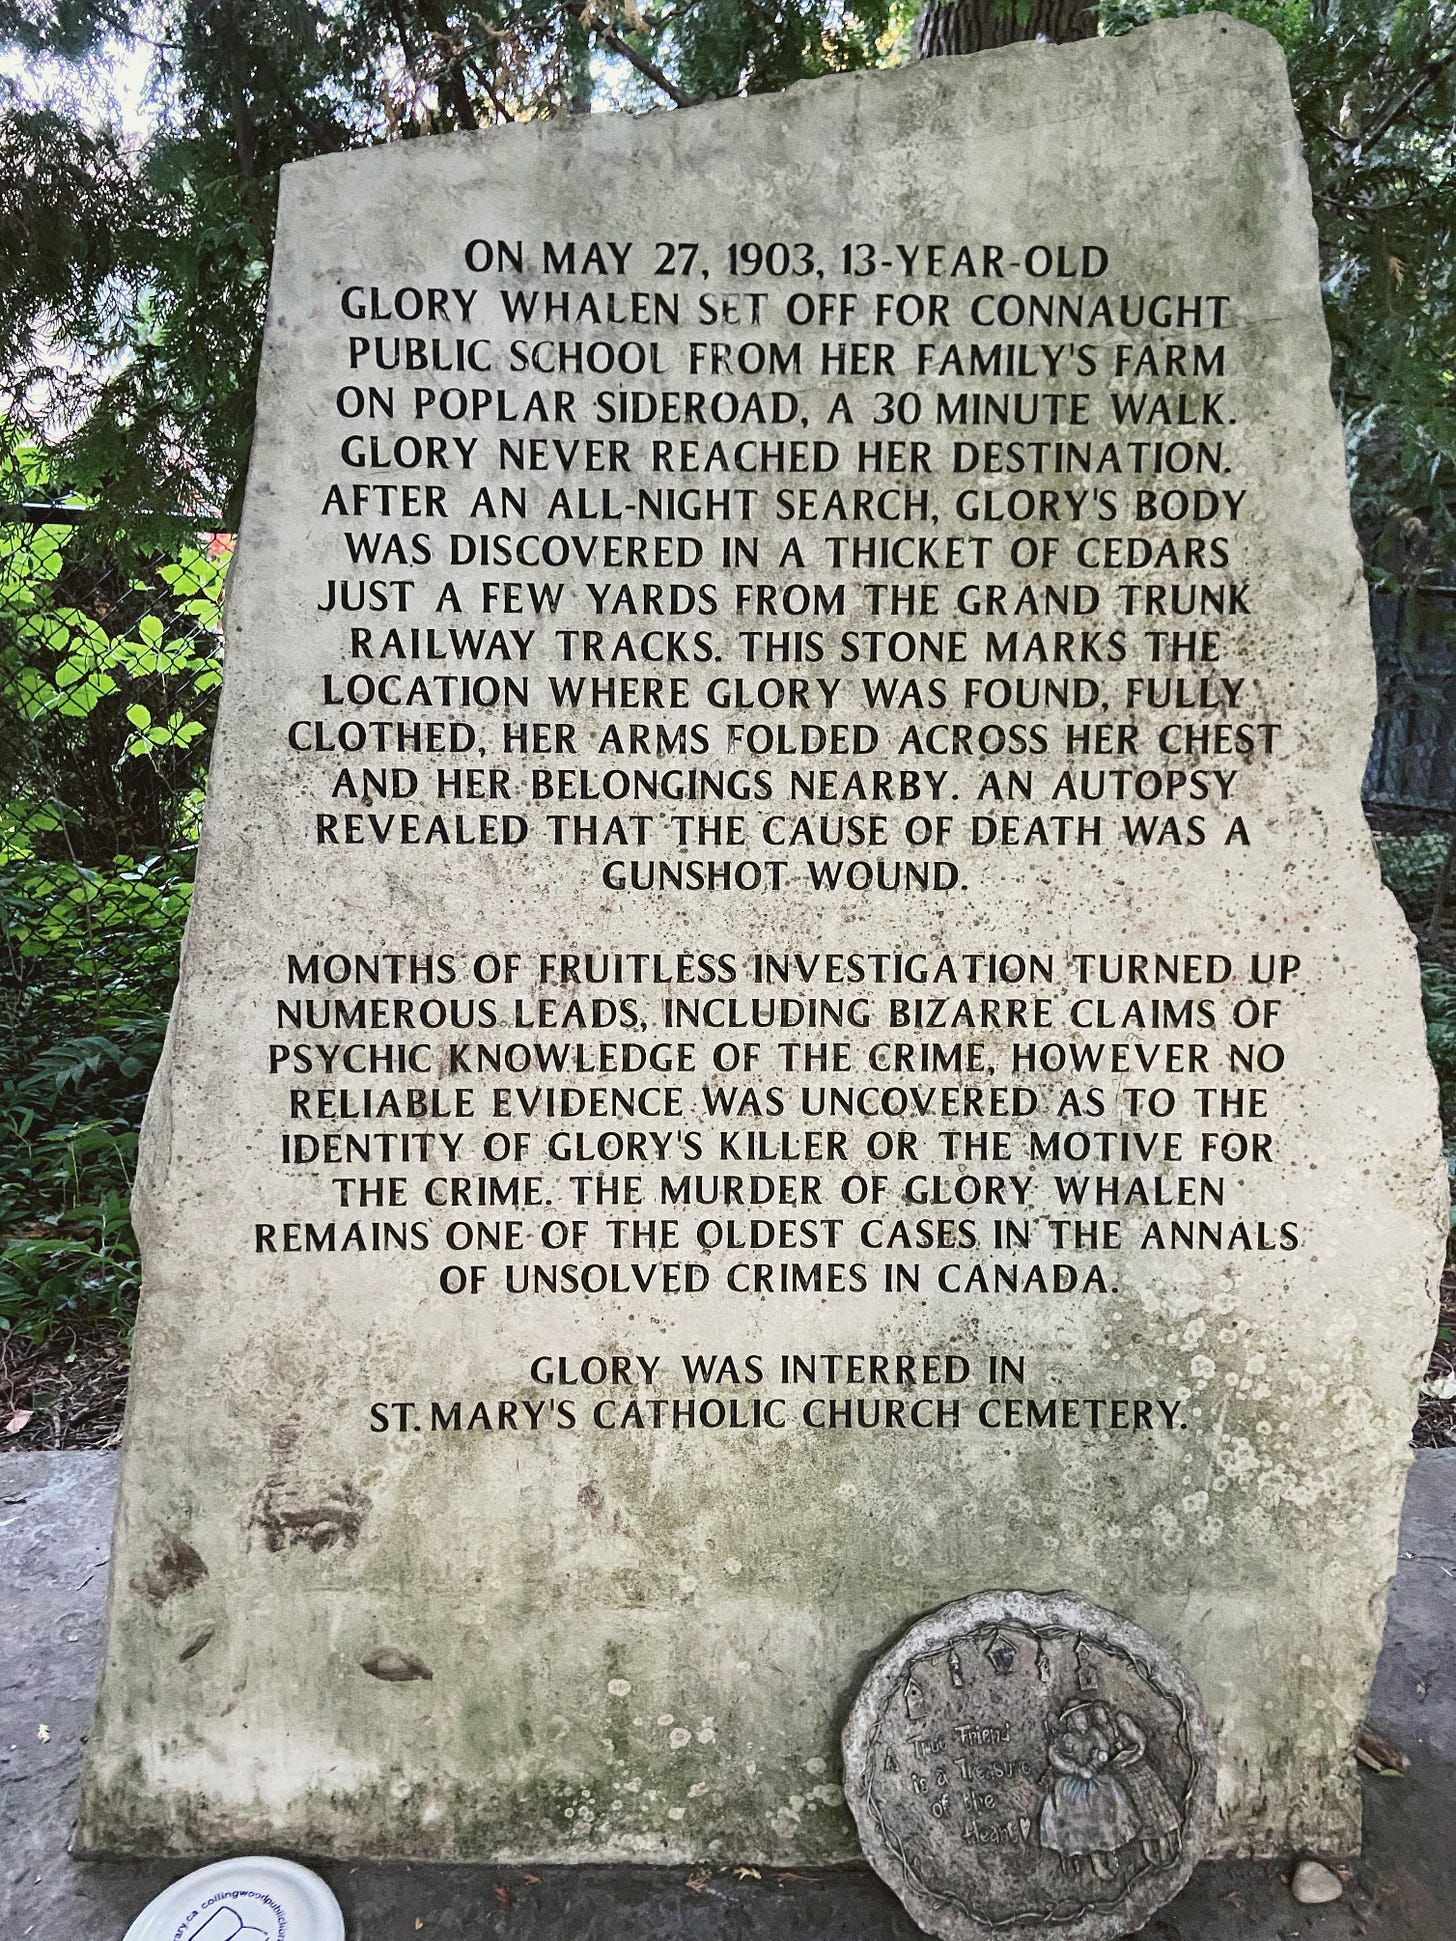 ON MAY 27, 1903, 13-YEAR-OLD
GLORY WHALEN SET OFF FOR CONNAUGHT
PUBLIC SCHOOL FROM HER FAMILY'S FARM
ON POPLAR SIDEROAD, A 30 MINUTE WALK.
GLORY NEVER REACHED HER DESTINATION.
AFTER AN ALL-NIGHT SEARCH, GLORY'S BODY
WAS DISCOVERED IN A THICKET OF CEDARS
JUST A FEW YARDS FROM THE GRAND TRUNK
RAILWAY TRACKS. THIS STONE MARKS THE
LOCATION WHERE GLORY WAS FOUND, FULLY
CLOTHED, HER ARMS FOLDED ACROSS HER CHEST
AND HER BELONGINGS NEARBY. AN AUTOPSY
REVEALED THAT THE CAUSE OF DEATH WAS A
GUNSHOT WOUND.
MONTHS OF FRUITLESS INVESTIGATION TURNED UP
NUMEROUS LEADS, INCLUDING BIZARRE CLAIMS OF
PSYCHIC KNOWLEDGE OF THE CRIME, HOWEVER NO
RELIABLE EVIDENCE WAS UNCOVERED AS TO THE
IDENTITY OF GLORY'S KILLER OR THE MOTIVE FOR
THE CRIME. THE MURDER OF GLORY WHALEN
REMAINS ONE OF THE OLDEST CASES IN THE ANNALS
OF UNSOLVED CRIMES IN CANADA.
GLORY WAS INTERRED IN
ST. MARY'S CATHOLIC CHURCH CEMETERY.
A True Friend
is a Treasure
of the
Heart